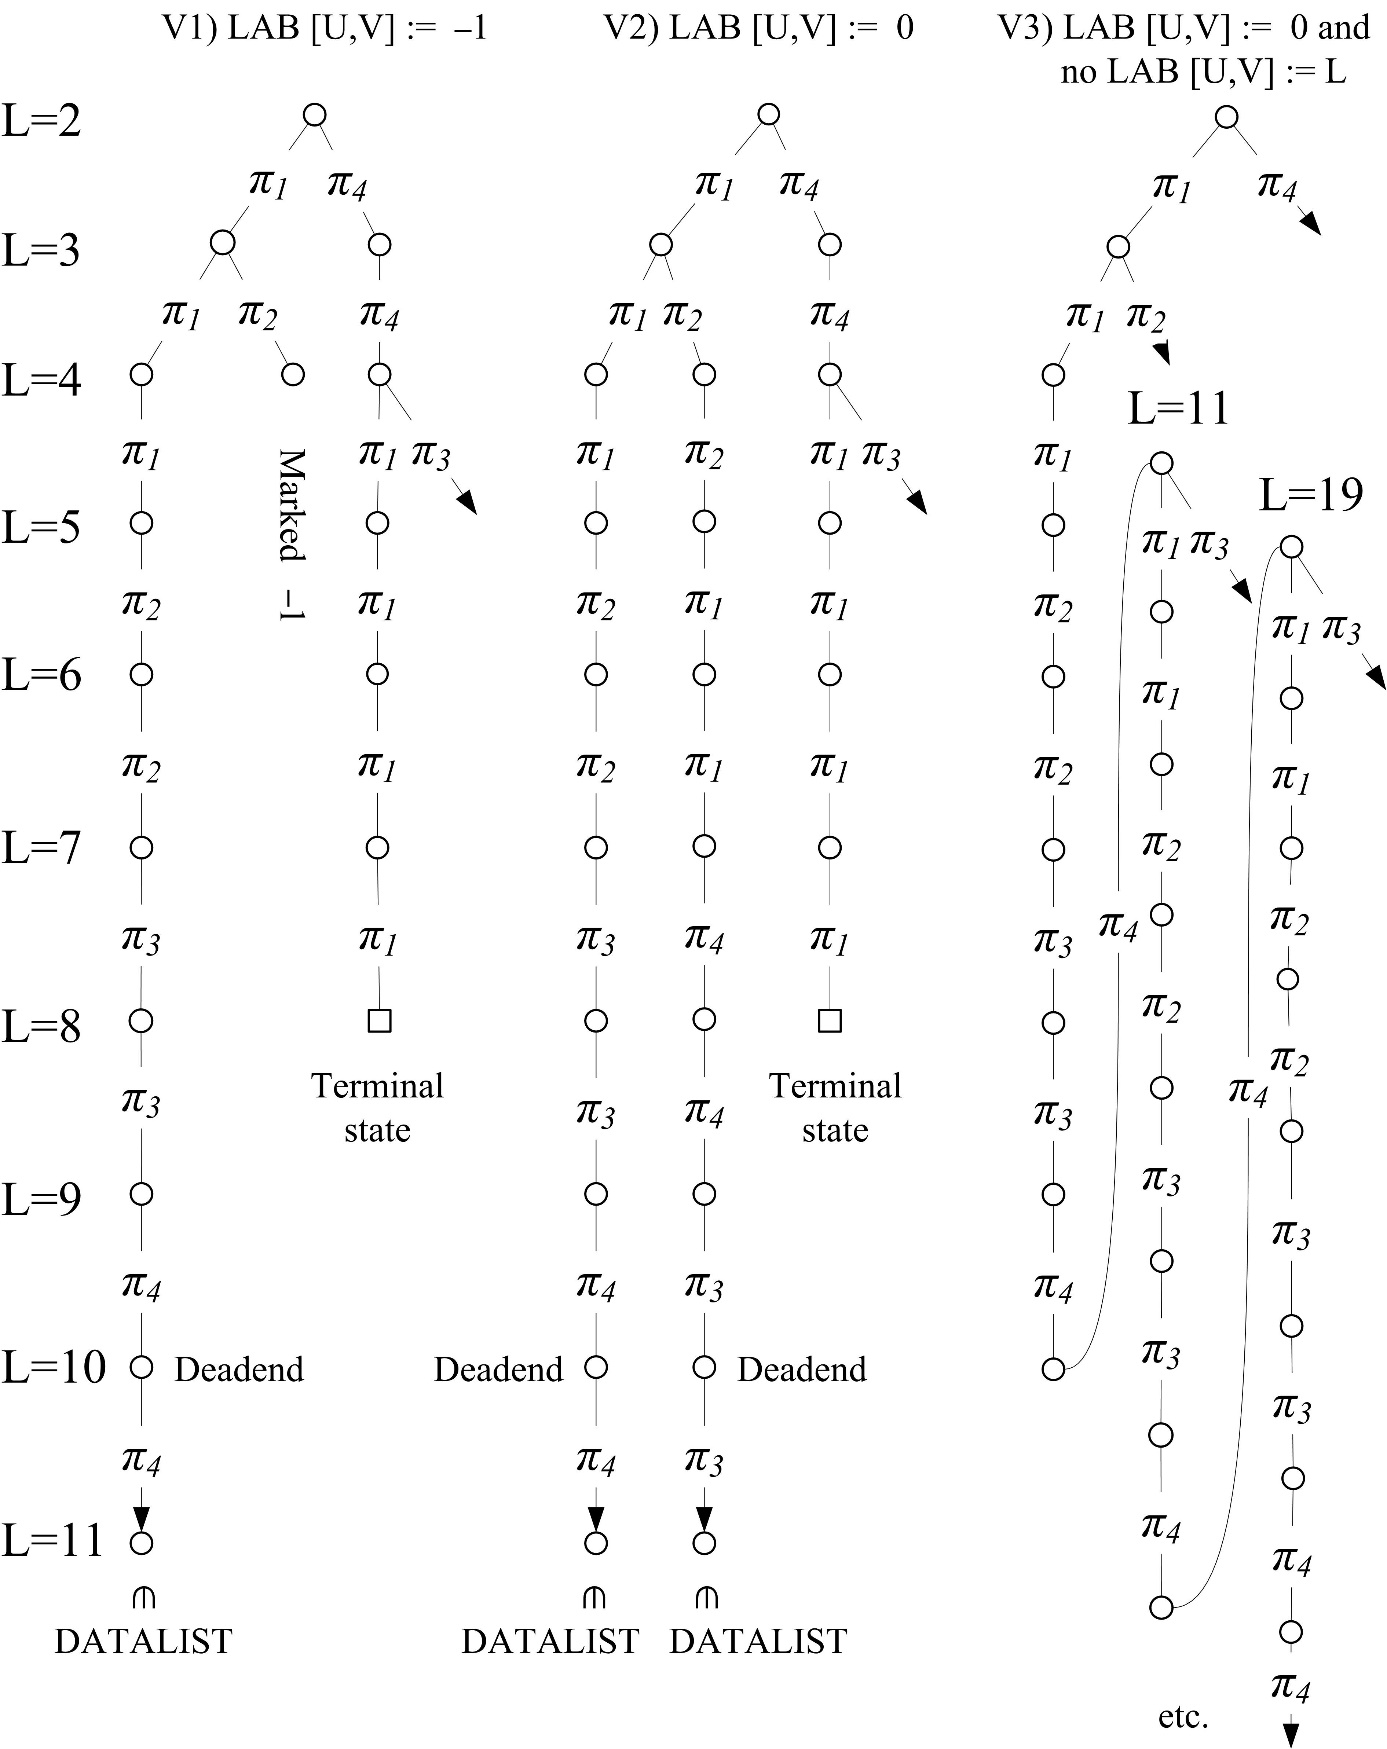 V1) LAB [U,V] := –1 V2) LAB [U,V] := 0 V3) LAB [U,V] := 0 and
no LAB [U,V] := L
L=2
π1 π4 π1 π4 π1 π4
L=3
π1 π2 π4 π1 π2 π4 π1 π2
L=4
L=11
π1 Marked –1 π1 π3 π1 π2 π1 π3 π1
L=19
L=5
π1 π3
π2 π1 π2 π1 π1 π2
π1 π3
L=6
π1
π2 π1 π2 π1 π1 π2 π1
L=7
π2
π2
π3 π1 π3 π4 π1 π3 π4
π2
L=8
π2
Terminal Terminal
π3 π3 π4 π3 π4
state state
π3
L=9
π3
π4 π4 π3 π4
π3
L=10 Deadend Deadend Deadend
π3
π4 π4 π3
π4
L=11
π4
DATALIST DATALIST DATALIST
π4
etc.